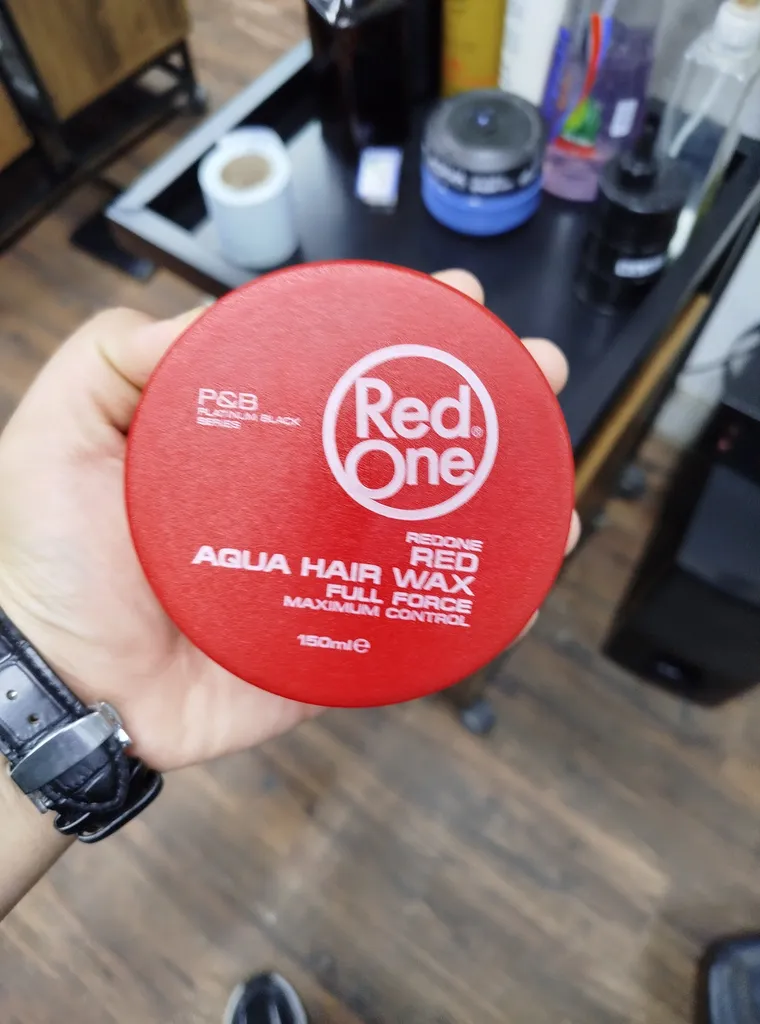 P&B
PLATINUM BLACK
SERIES
Red®
One
REDONE
RED
AQUA HAIR WAX
FULL FORCE
MAXIMUM CONTROL
150ml℮